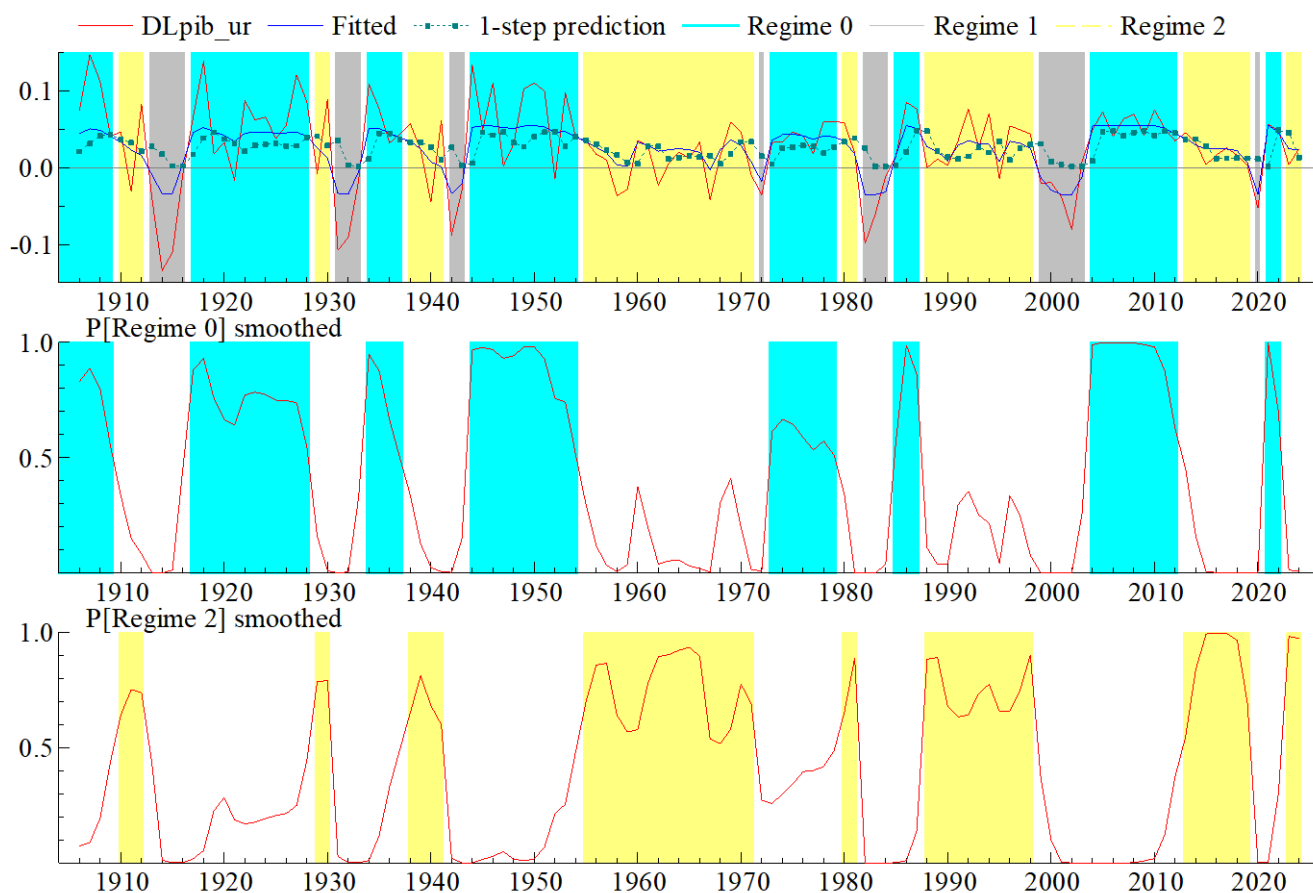 DLpib_ur Fitted 1-step prediction Regime 0 Regime 1 Regime 2
0.1
0.0
-0.1
1910 1920 1930 1940 1950 1960 1970 1980 1990 2000 2010 2020
P[Regime 0] smoothed
1.0
0.5
1910 1920 1930 1940 1950 1960 1970 1980 1990 2000 2010 2020
P[Regime 2] smoothed
1.0
0.5
1910 1920 1930 1940 1950 1960 1970 1980 1990 2000 2010 2020